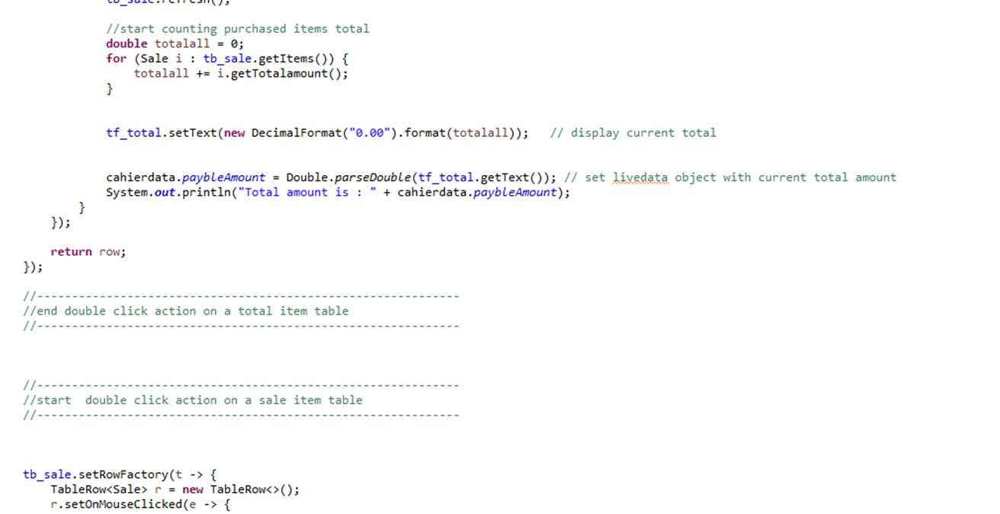 tb_sale.refresh();
//start counting purchased items total
double totalall = 0;
for (Sale i : tb_sale.getItems()) {
totalall += i.getTotalamount();
}
tf_total.setText(new DecimalFormat("0.00").format(totalall));   // display current total
cahierdata.paybleAmount = Double.parseDouble(tf_total.getText()); // set livedata object with current total amount
System.out.println("Total amount is : " + cahierdata.paybleAmount);
}
});
return row;
});
//-------------------------------------------------------------
//end double click action on a total item table
//-------------------------------------------------------------
//-------------------------------------------------------------
//start  double click action on a sale item table
//-------------------------------------------------------------
tb_sale.setRowFactory(t -> {
TableRow<Sale> r = new TableRow<>();
r.setOnMouseClicked(e -> {